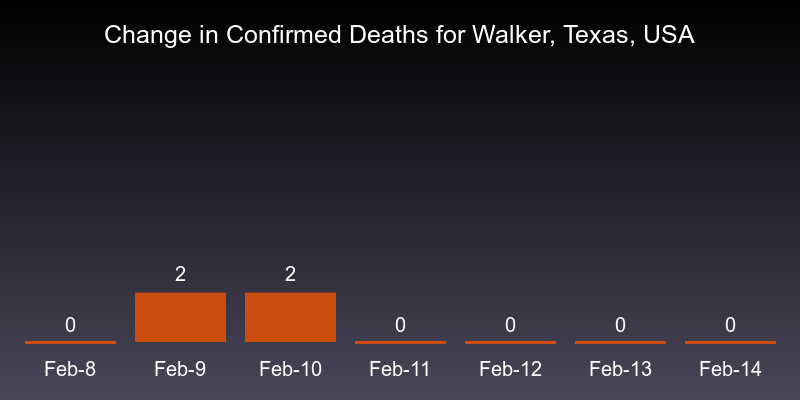 Change in Confirmed Deaths for Walker, Texas, USA
2 2
0 0 0 0 0
Feb-8 Feb-9 Feb-10 Feb-11 Feb-12 Feb-13 Feb-14